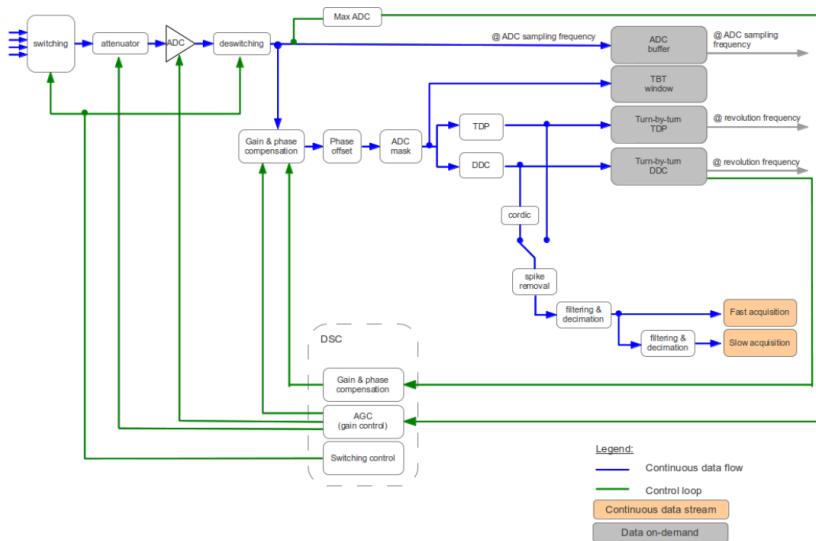 Max ADC
switching
attenuator
ADC
deswitching
@ ADC sampling frequency
ADC
buffer
@ ADC sampling
frequency
TBT
window
Gain & phase
compensation
Phase
offset
ADC
mask
TDP
Turn-by-turn
TDP
@ revolution frequency
DDC
Turn-by-turn
DDC
@ revolution frequency
cordic
spike
removal
filtering &
decimation
Fast acquisition
filtering &
decimation
Slow acquisition
DSC
Gain & phase
compensation
AGC
(gain control)
Switching control
Legend:
Continuous data flow
Control loop
Continuous data stream
Data on-demand